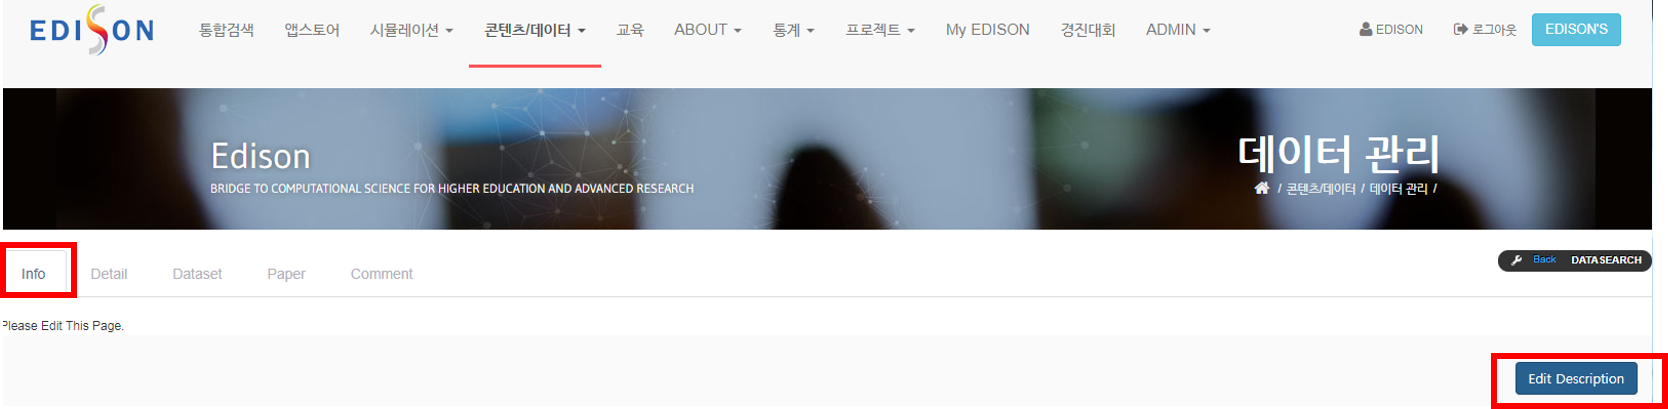 EDISON 통합검색 앱스토어 시뮬레이션 콘텐츠/데이터 교육 ABOUT 통계 프로젝트 My EDISON 경진대회 ADMIN EDISON 로그아웃 EDISON'S
Edison
BRIDGE TO COMPUTATIONAL SCIENCE FOR HIGHER EDUCATION AND ADVANCED RESEARCH
데이터 관리
/ 콘텐츠/데이터 / 데이터 관리 /
Info Detail Dataset Paper Comment
Back DATASEARCH
Please Edit This Page.
Edit Description